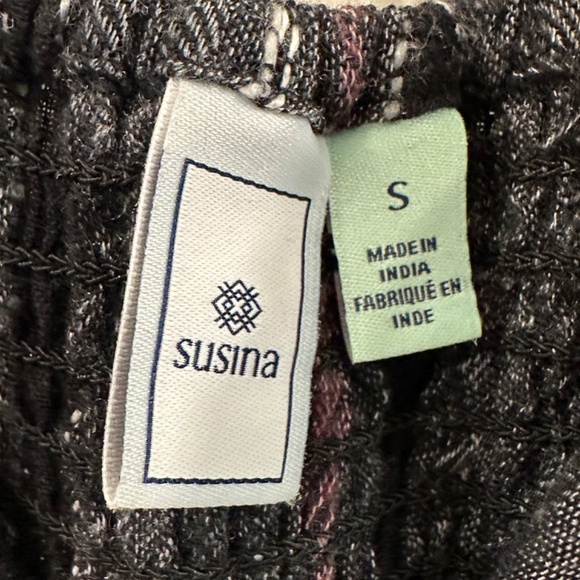 susina
S
MADE IN
INDIA
FABRIQUÉ EN
INDE